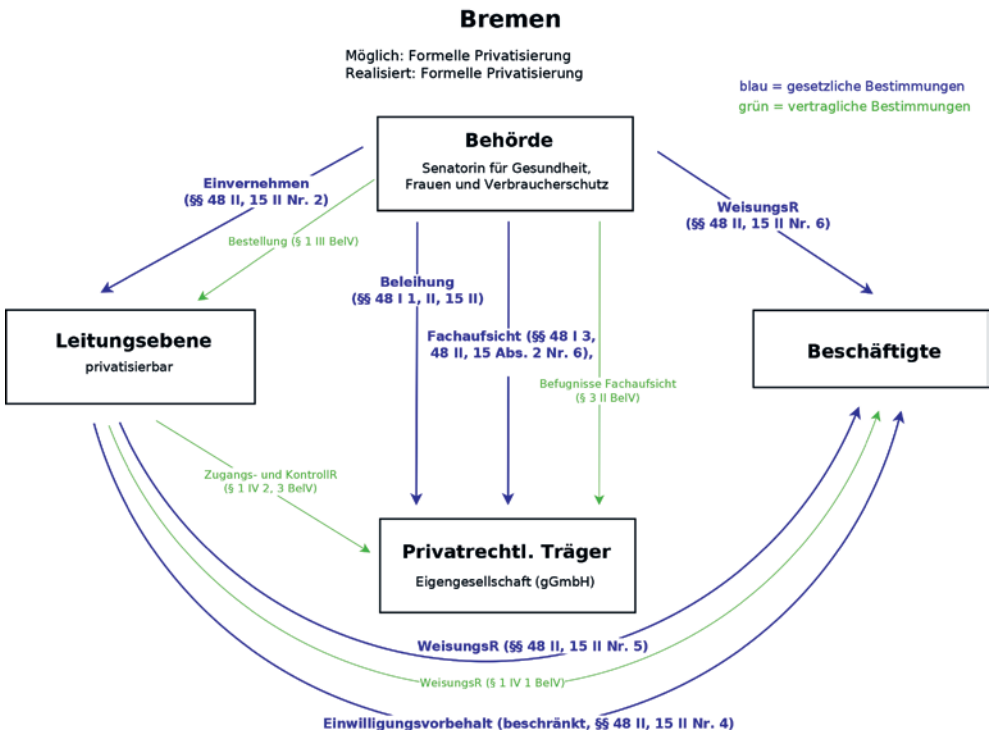 Bremen
Möglich: Formelle Privatisierung
Realisiert: Formelle Privatisierung
blau = gesetzliche Bestimmungen
grün = vertragliche Bestimmungen
Behörde
Senatorin für Gesundheit,
Frauen und Verbraucherschutz
Einvernehmen
(§§ 48 II, 15 II Nr. 2)
WeisungsR
(§§ 48 II, 15 II Nr. 6)
Bestellung (§ 1 III BelV)
Beleihung
(§§ 48 I 1, II, 15 II)
Leitungsebene
privatisierbar
Fachaufsicht (§§ 48 I 3,
48 II, 15 Abs. 2 Nr. 6),
Beschäftigte
Befugnisse Fachaufsicht
(§ 3 II BelV)
Zugangs- und KontrollR
(§ 1 IV 2, 3 BelV)
Privatrechtl. Träger
Eigengesellschaft (gGmbH)
WeisungsR (§§ 48 II, 15 II Nr. 5)
WeisungsR (§ 1 IV 1 BelV)
Einwilligungsvorbehalt (beschränkt, §§ 48 II, 15 II Nr. 4)